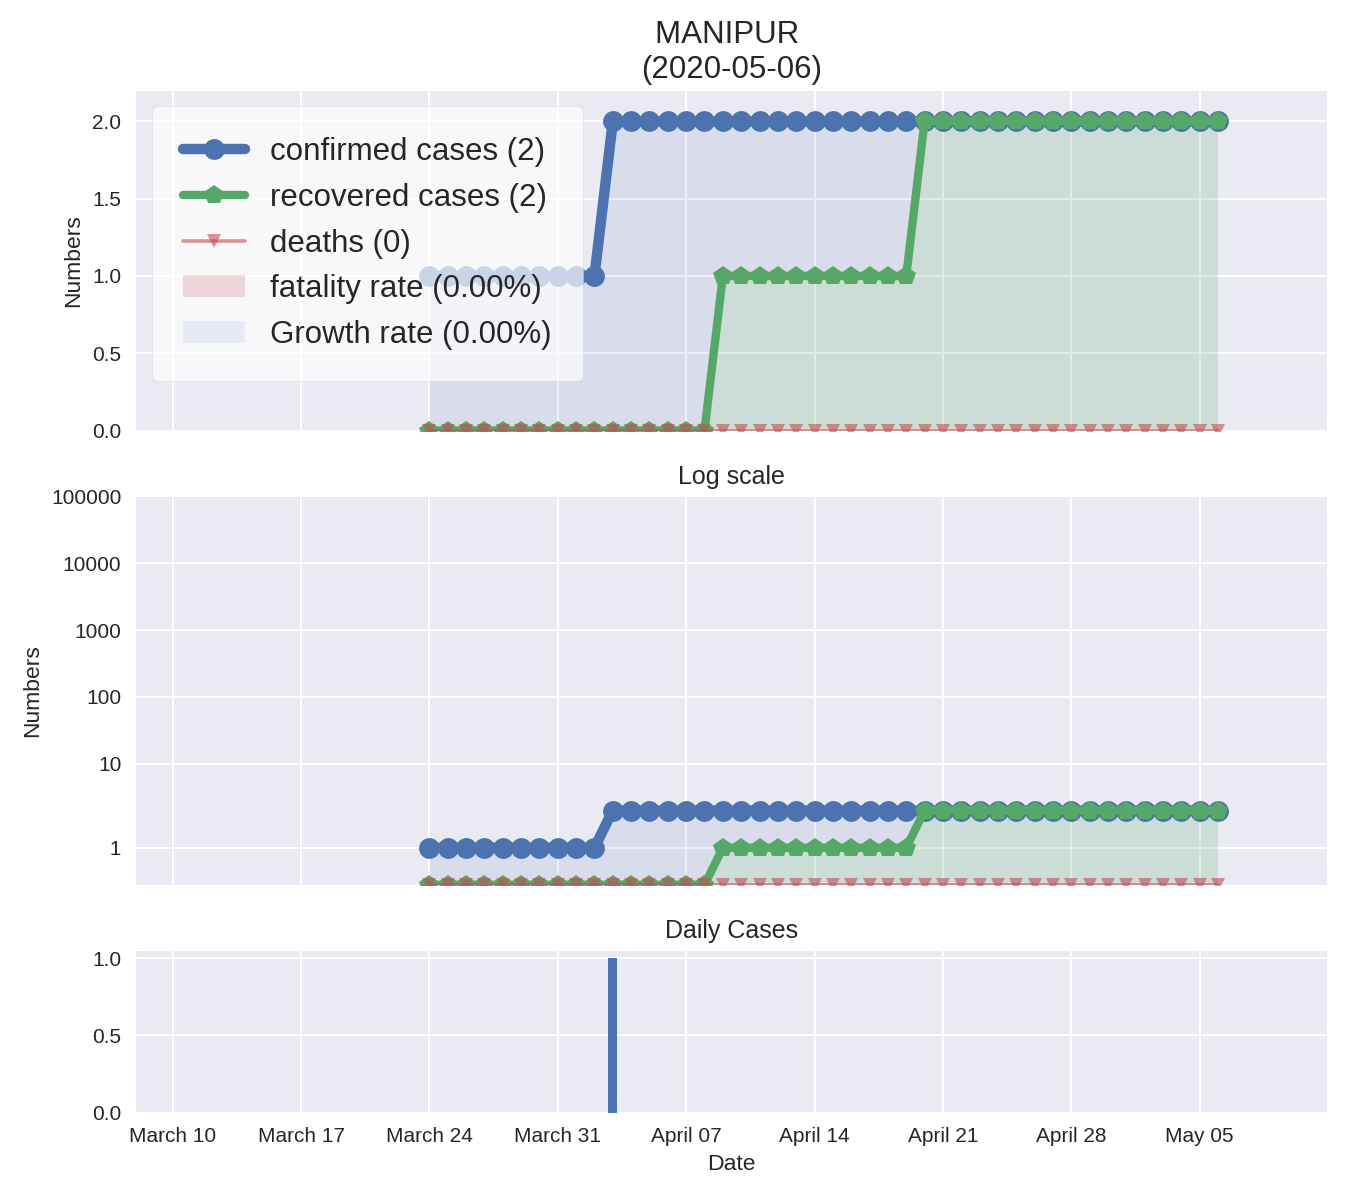 MANIPUR
(2020-05-06)
2.0
1.5
1.0
0.5
0.0
Numbers
confirmed cases (2)
recovered cases (2)
deaths (0)
fatality rate (0.00%)
Growth rate (0.00%)
Log scale
100000
10000
1000
100
10
1
Numbers
Daily Cases
1.0
0.5
0.0
March 10 March 17 March 24 March 31 April 07 April 14 April 21 April 28 May 05
Date